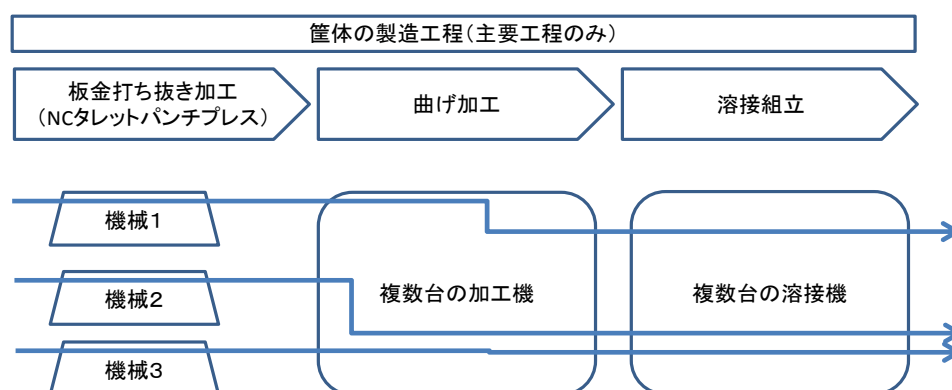 筐体の製造工程（主要工程のみ）
板金打ち抜き加工
（NCタレットパンチプレス）
曲げ加工
溶接組立
機械１
機械２
複数台の加工機
複数台の溶接機
機械３